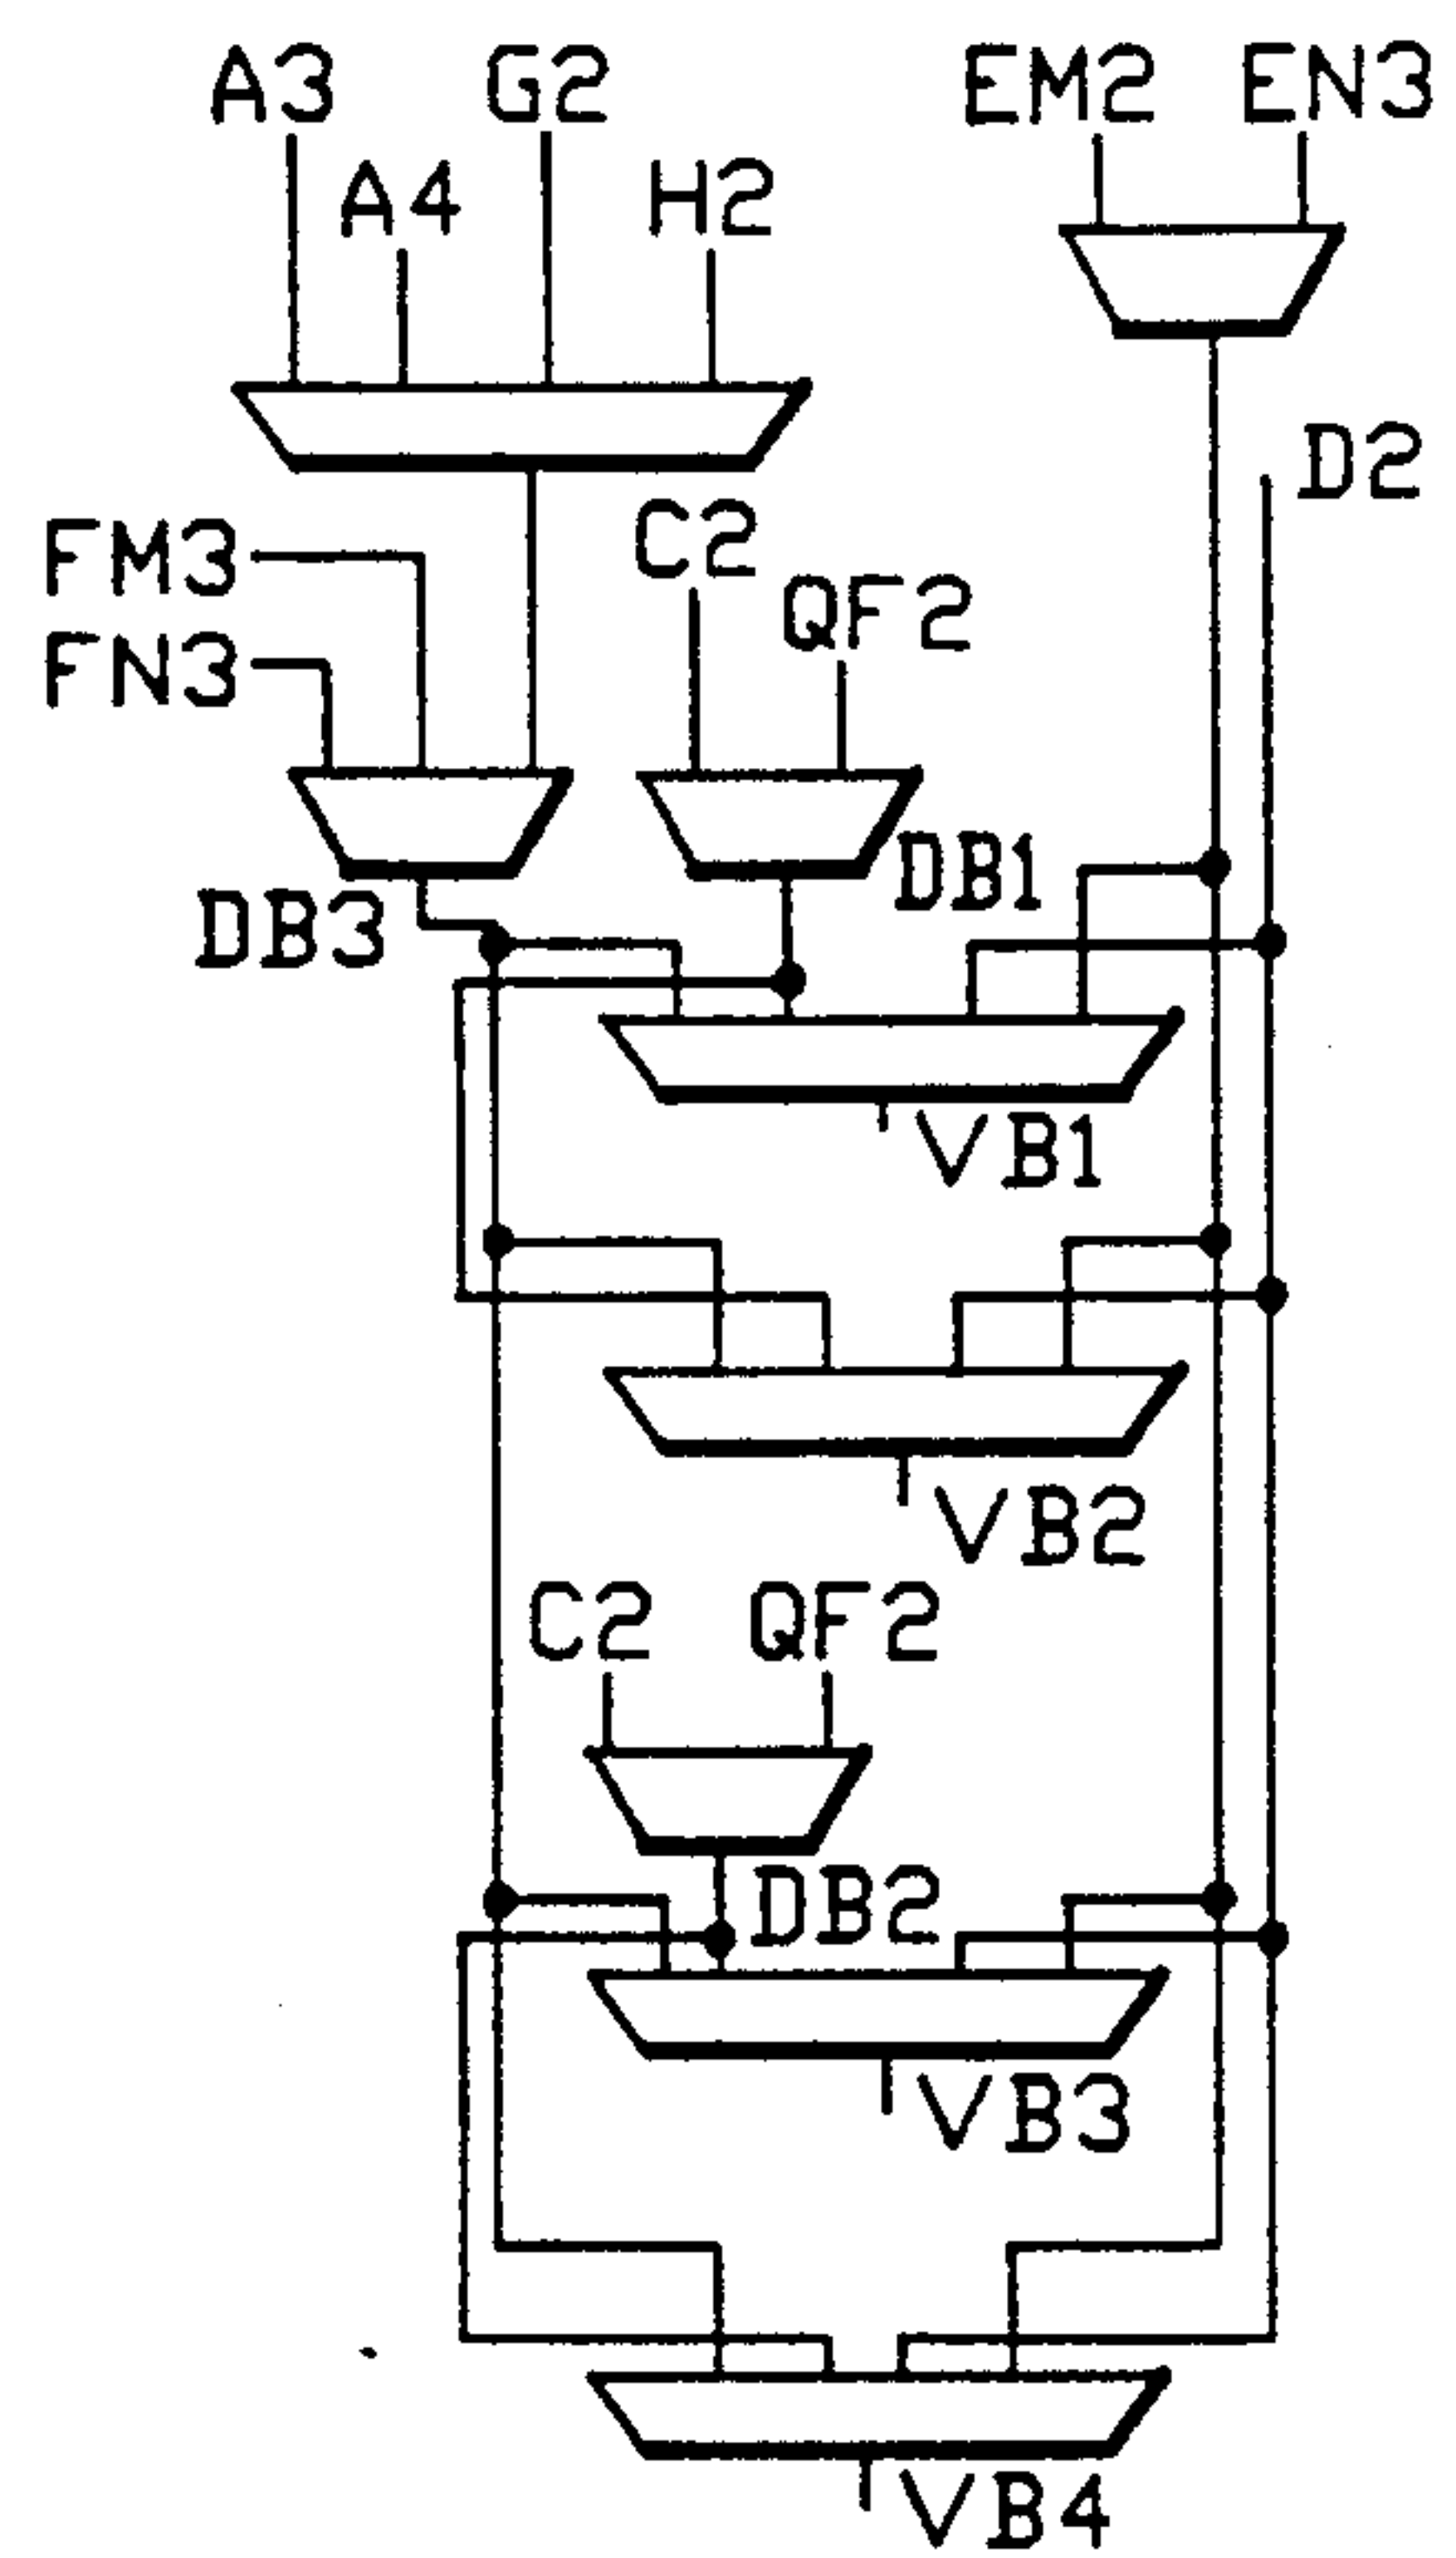 A3 G2 EM2 EN3
A4 H2
D2
FM3 C2
QF2
FN3
DB1
DB3
VB1
VB2
C2 QF2
DB2
VB3
VB4